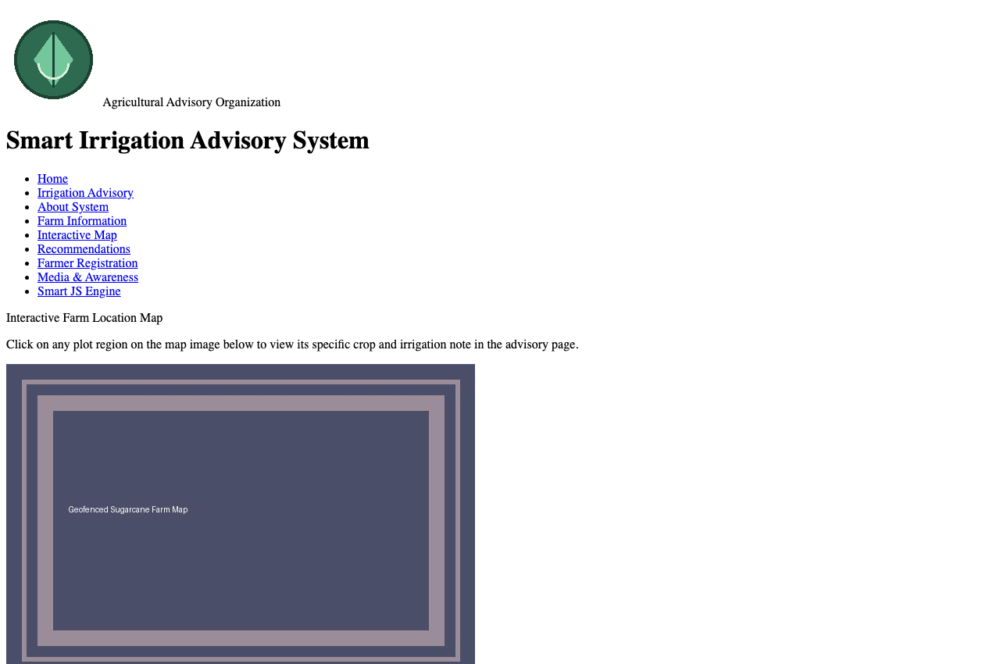 Agricultural Advisory Organization
Smart Irrigation Advisory System
Home
Irrigation Advisory
About System
Farm Information
Interactive Map
Recommendations
Farmer Registration
Media & Awareness
Smart JS Engine
Interactive Farm Location Map
Click on any plot region on the map image below to view its specific crop and irrigation note in the advisory page.
Geofenced Sugarcane Farm Map